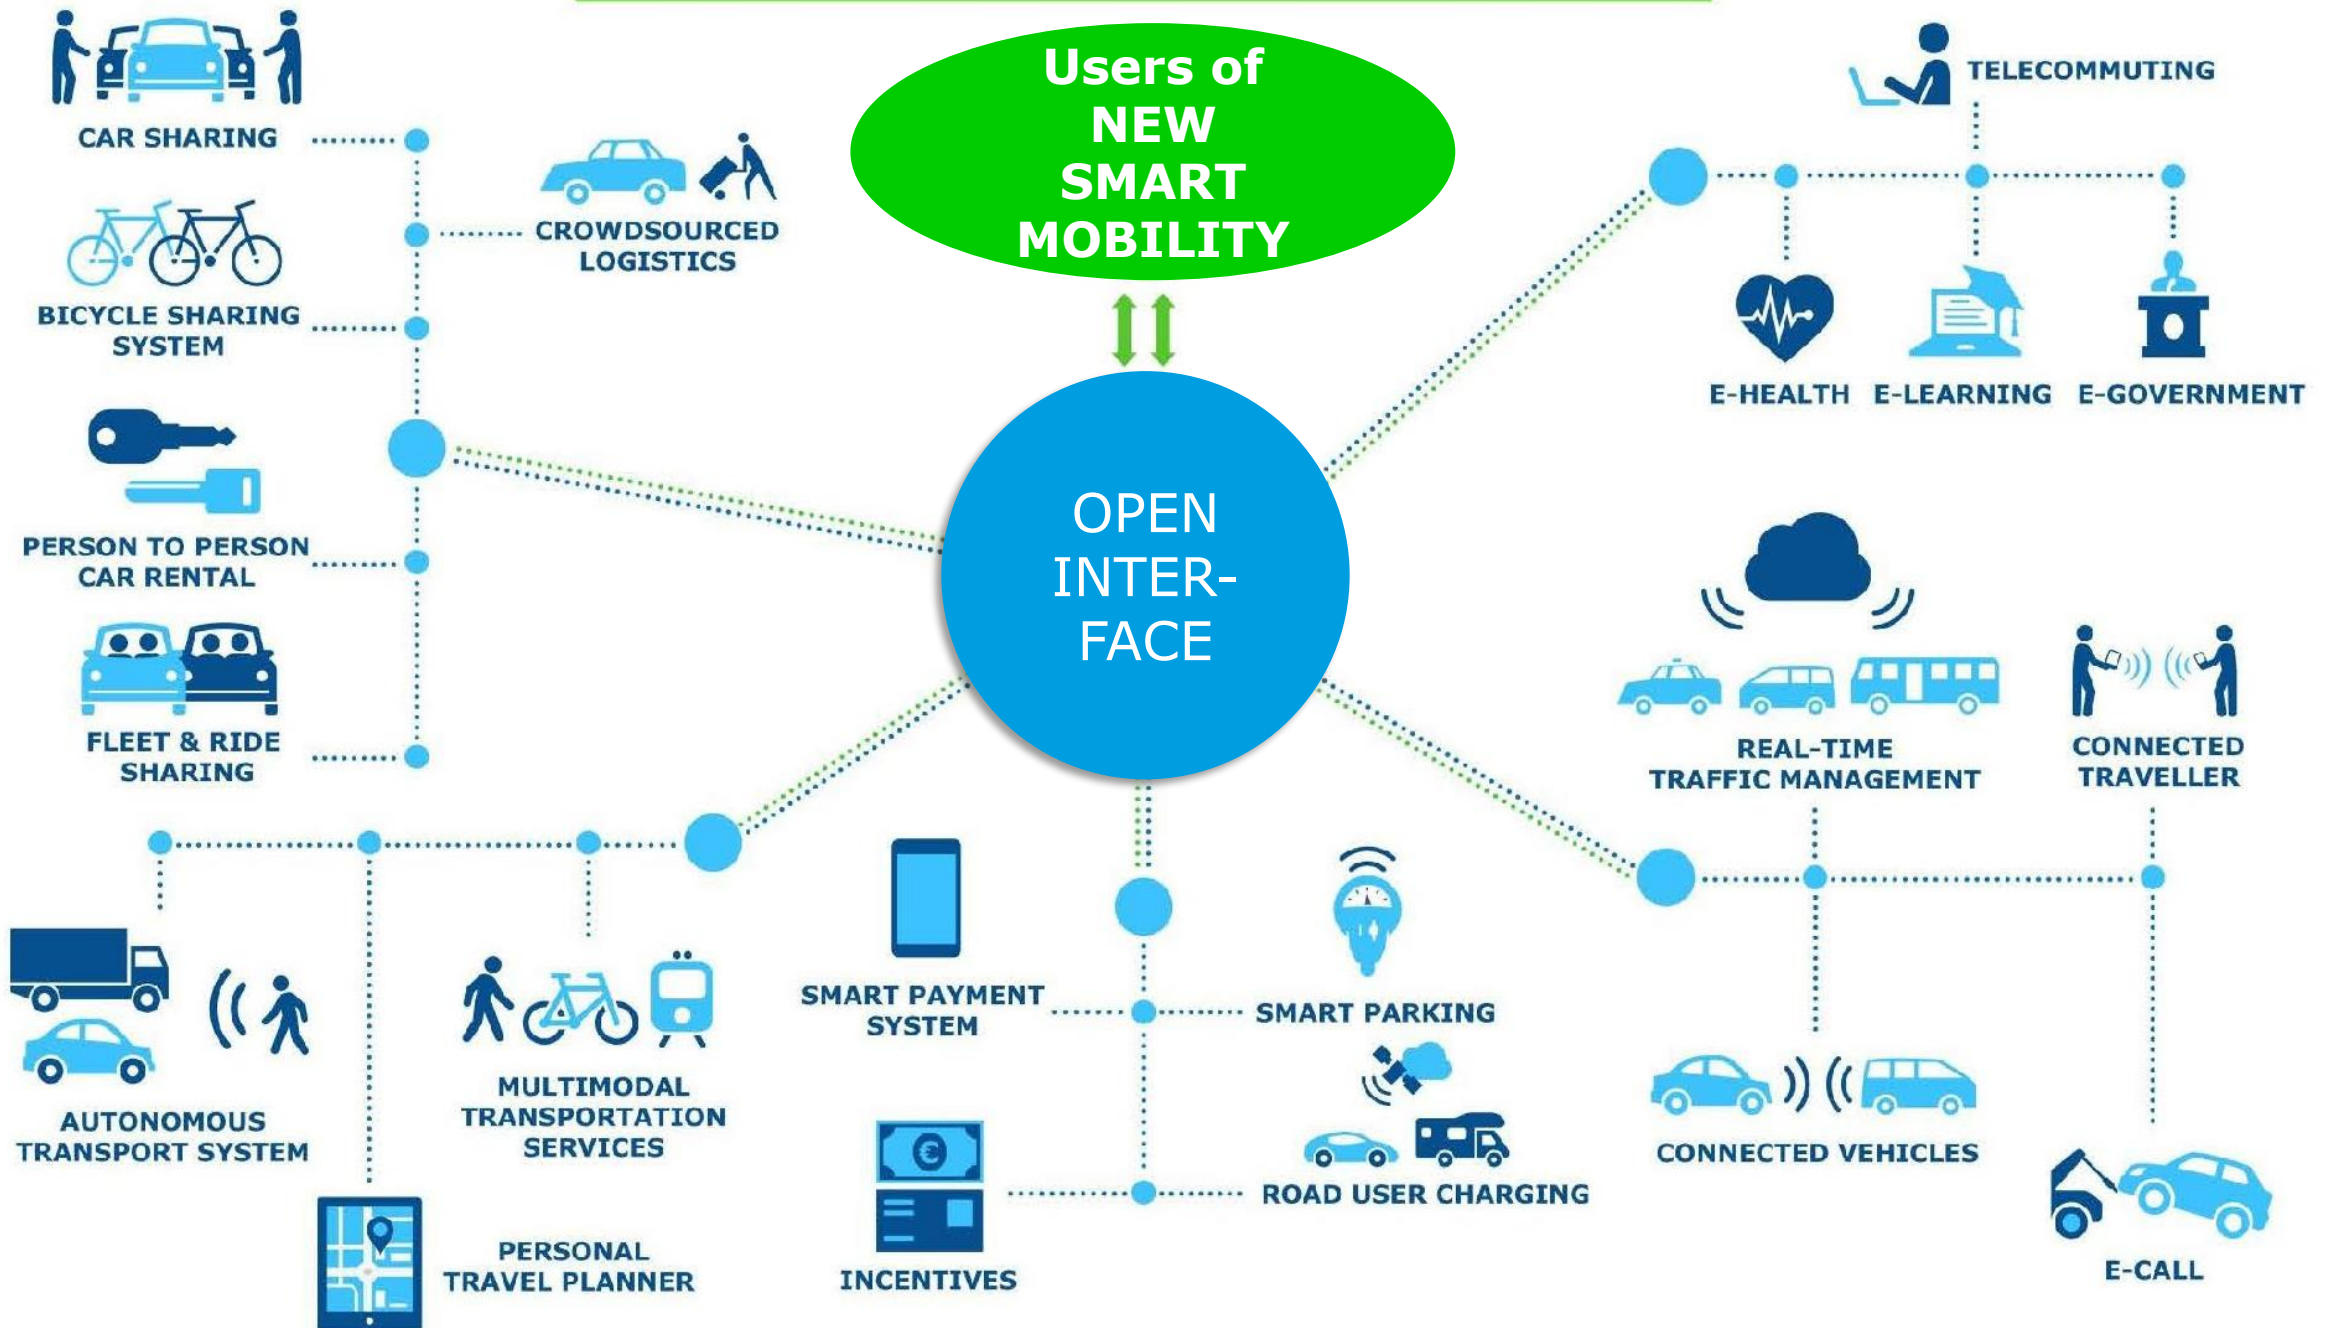 Users of
NEW
SMART
MOBILITY
CAR SHARING
CROWDSOURCED
LOGISTICS
BICYCLE SHARING
SYSTEM
PERSON TO PERSON
CAR RENTAL
FLEET & RIDE
SHARING
OPEN
INTER-
FACE
TELECOMMUTING
E-HEALTH
E-LEARNING
E-GOVERNMENT
REAL-TIME
TRAFFIC MANAGEMENT
CONNECTED
TRAVELLER
CONNECTED VEHICLES
E-CALL
AUTONOMOUS
TRANSPORT SYSTEM
MULTIMODAL
TRANSPORTATION
SERVICES
PERSONAL
TRAVEL PLANNER
SMART PAYMENT
SYSTEM
SMART PARKING
€
INCENTIVES
ROAD USER CHARGING